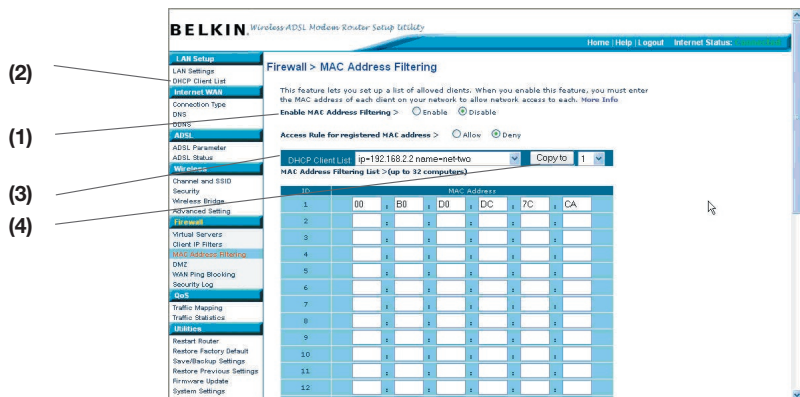 BELKIN. Wireless ADSL Modem Router Setup Utility
Home | Help | Logout Internet Status:
(2)
(1)
(3)
(4)
LAN Setup
LAN Settings
DHCP Client List
Internet WAN
Connection Type
DNS
DDNS
ADSL
ADSL Parameter
ADSL Status
Wireless
Channel and SSID
Security
Wireless Bridge
Advanced Setting
Firewall
Virtual Servers
Client IP Filters
MAC Address Filtering
DMZ
WAN Ping Blocking
Security Log
QoS
Traffic Mapping
Traffic Statistics
Utilities
Restart Router
Restore Factory Default
Save/Backup Settings
Restore Previous Settings
Firmware Update
System Settings
Firewall > MAC Address Filtering
This feature lets you set up a list of allowed clients. When you enable this feature, you must enter
the MAC address of each client on your network to allow network access to each. More Info
Enable MAC Address Filtering > Enable Disable
Access Rule for registered MAC address > Allow Deny
DHCP Client List ip=192.168.2.2 name=net-two Copy to 1
MAC Address Filtering List >(up to 32 computers)
ID MAC Address
1 00 : B0 : D0 : DC : 7C : CA
2 : : : : :
3 : : : : :
4 : : : : :
5 : : : : :
6 : : : : :
7 : : : : :
8 : : : : :
9 : : : : :
10 : : : : :
11 : : : : :
12 : : : : :